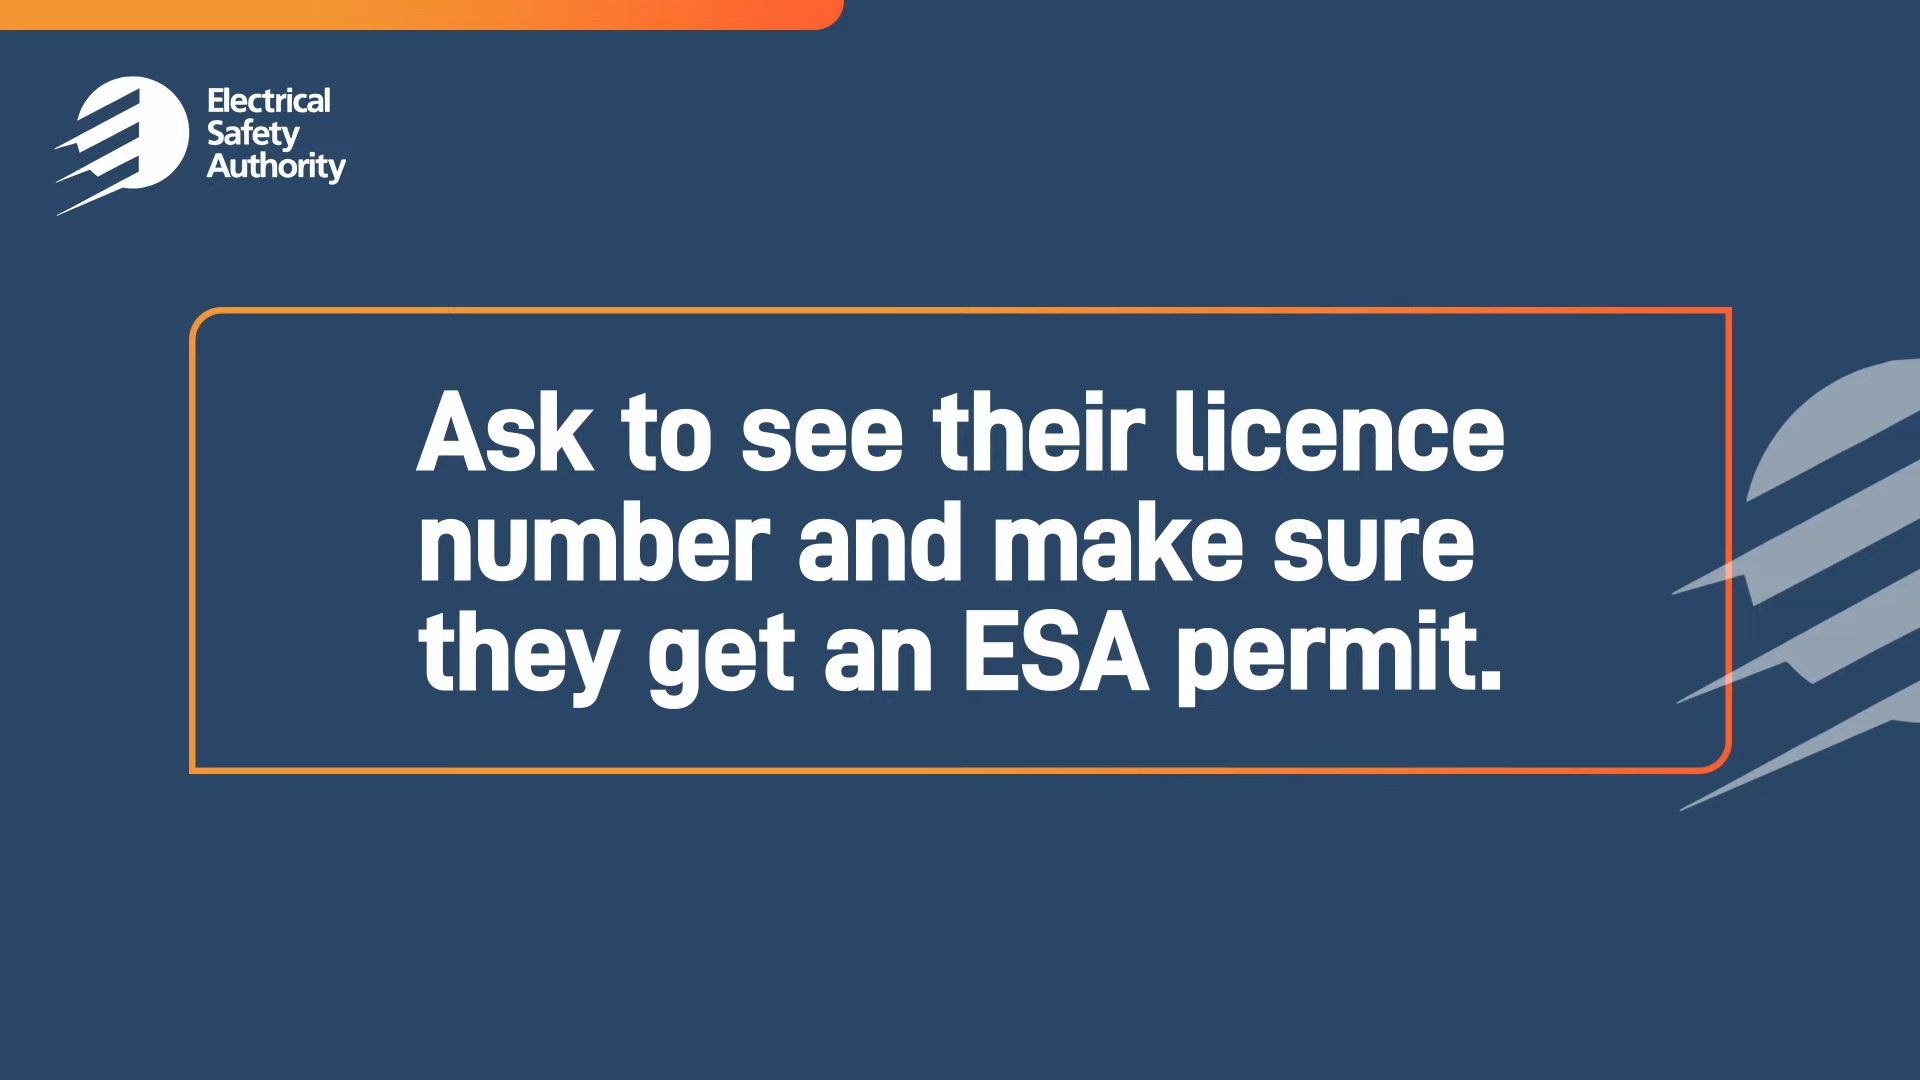 Electrical
Safety
Authority
Ask to see their licence
number and make sure
they get an ESA permit.